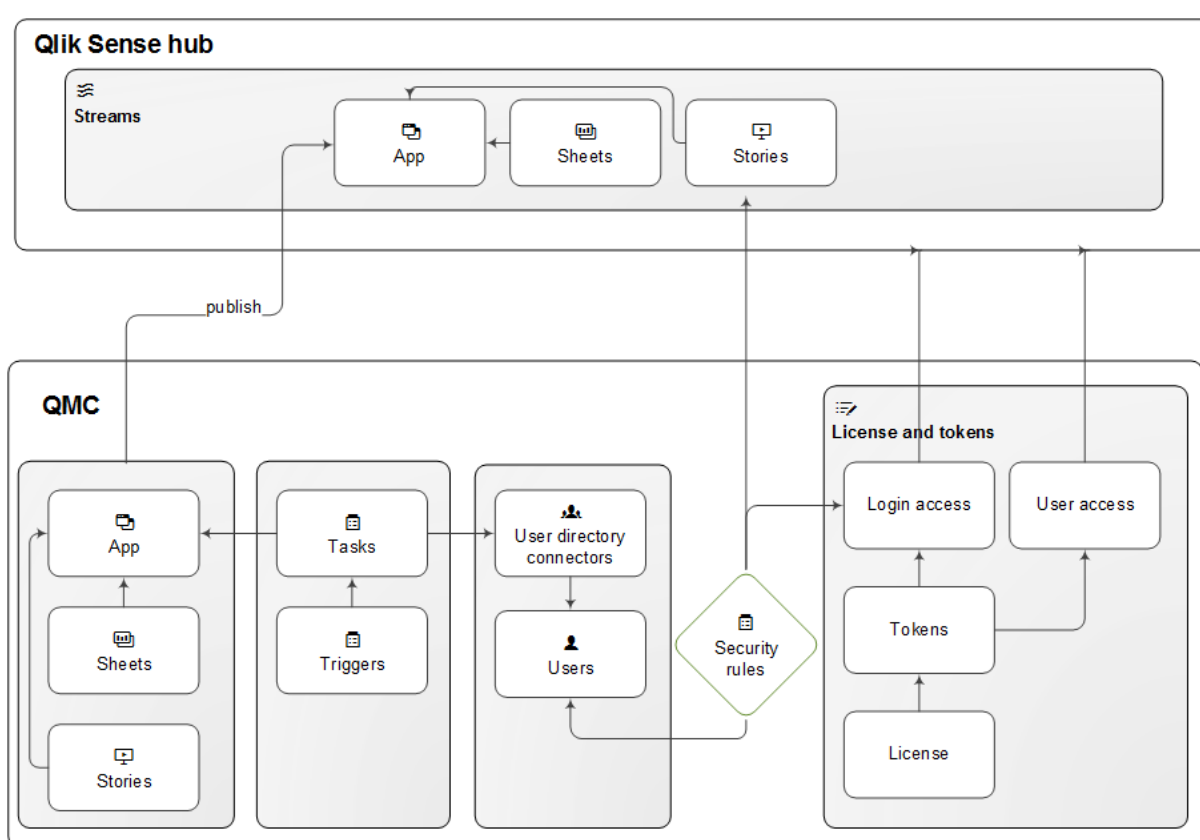 Qlik Sense hub
Streams
App
Sheets
Stories
publish
QMC
License and tokens
App
Tasks
User directory
connectors
Login access
User access
Sheets
Triggers
Users
Security
rules
Tokens
Stories
License